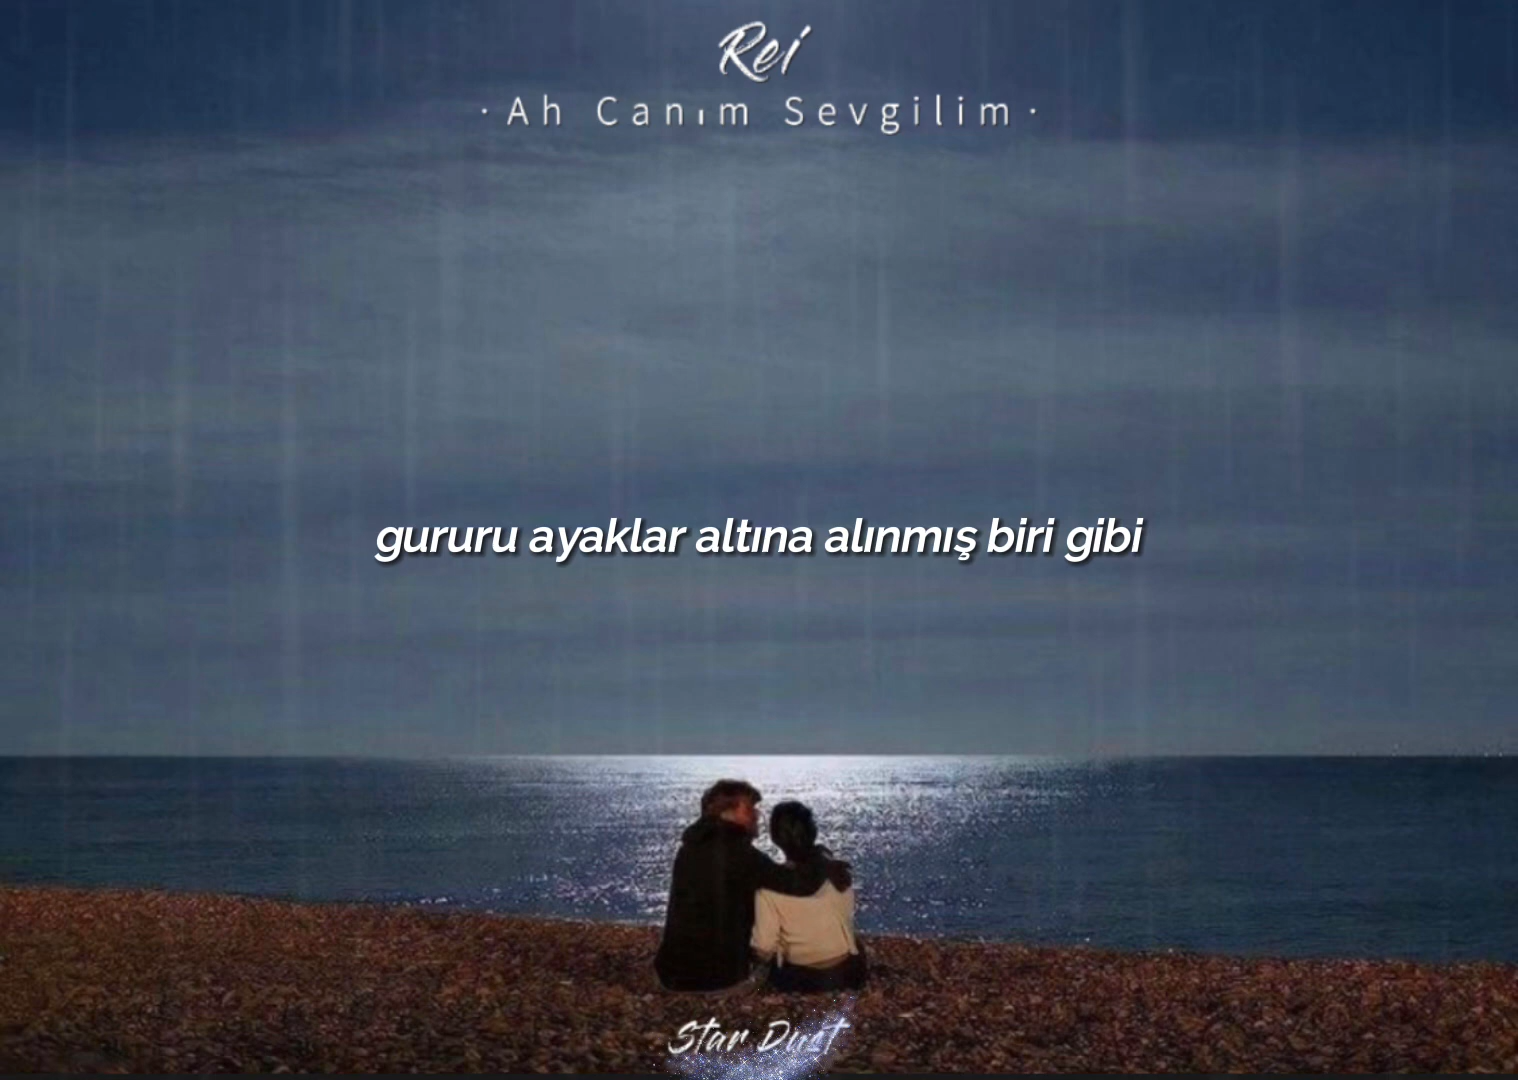 Rei
· Ah Canım Sevgilim ·
gururu ayaklar altına alınmış biri gibi
Star Dust